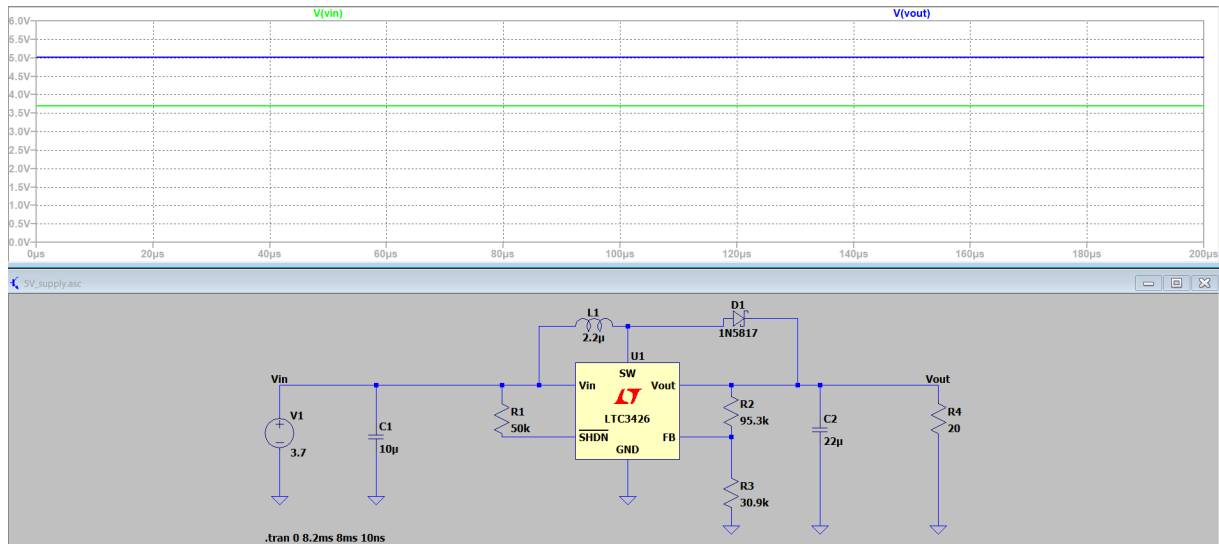 V(vin) V(vout)
6.0V
5.5V
5.0V
4.5V
4.0V
3.5V
3.0V
2.5V
2.0V
1.5V
1.0V
0.5V
0.0V
0µs 20µs 40µs 60µs 80µs 100µs 120µs 140µs 160µs 180µs 200µs
5V_supply.asc
L1
2.2µ
D1
1N5817
U1
SW
Vin
Vout
LTC3426
SHDN
FB
GND
Vin
V1
3.7
C1
10µ
R1
50k
R2
95.3k
R3
30.9k
C2
22µ
Vout
R4
20
.tran 0 8.2ms 8ms 10ns